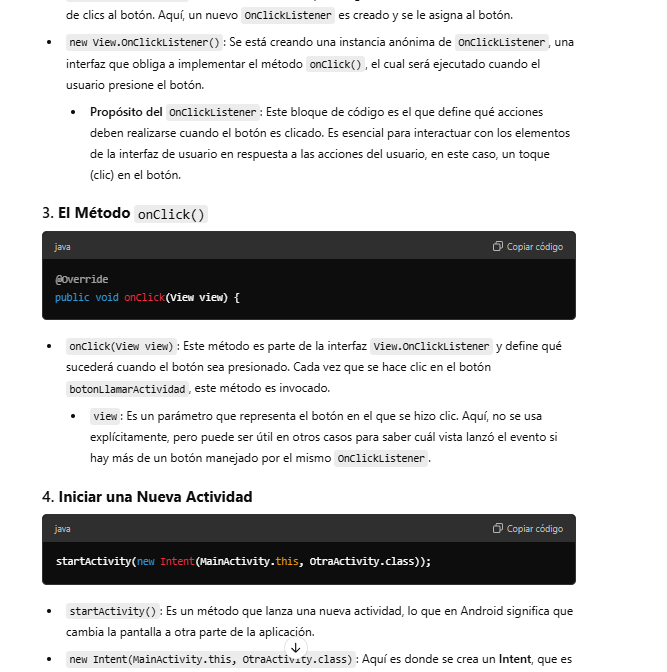 de clics al botón. Aquí, un nuevo OnClickListener es creado y se le asigna al botón.
new View.OnClickListener(): Se está creando una instancia anónima de OnClickListener, una
interfaz que obliga a implementar el método onClick(), el cual será ejecutado cuando el
usuario presione el botón.
Propósito del OnClickListener: Este bloque de código es el que define qué acciones
deben realizarse cuando el botón es clicado. Es esencial para interactuar con los elementos
de la interfaz de usuario en respuesta a las acciones del usuario, en este caso, un toque
(clic) en el botón.
3. El Método onClick()
java
Copiar código
@Override
public void onClick(View view) {
onClick(View view): Este método es parte de la interfaz View.OnClickListener y define qué
sucederá cuando el botón sea presionado. Cada vez que se hace clic en el botón
botonLlamarActividad, este método es invocado.
view: Es un parámetro que representa el botón en el que se hizo clic. Aquí, no se usa
explícitamente, pero puede ser útil en otros casos para saber cuál vista lanzó el evento si
hay más de un botón manejado por el mismo OnClickListener.
4. Iniciar una Nueva Actividad
java
Copiar código
startActivity(new Intent(MainActivity.this, OtraActivity.class));
startActivity(): Es un método que lanza una nueva actividad, lo que en Android significa que
cambia la pantalla a otra parte de la aplicación.
new Intent(MainActivity.this, OtraActivity.class): Aquí es donde se crea un Intent, que es